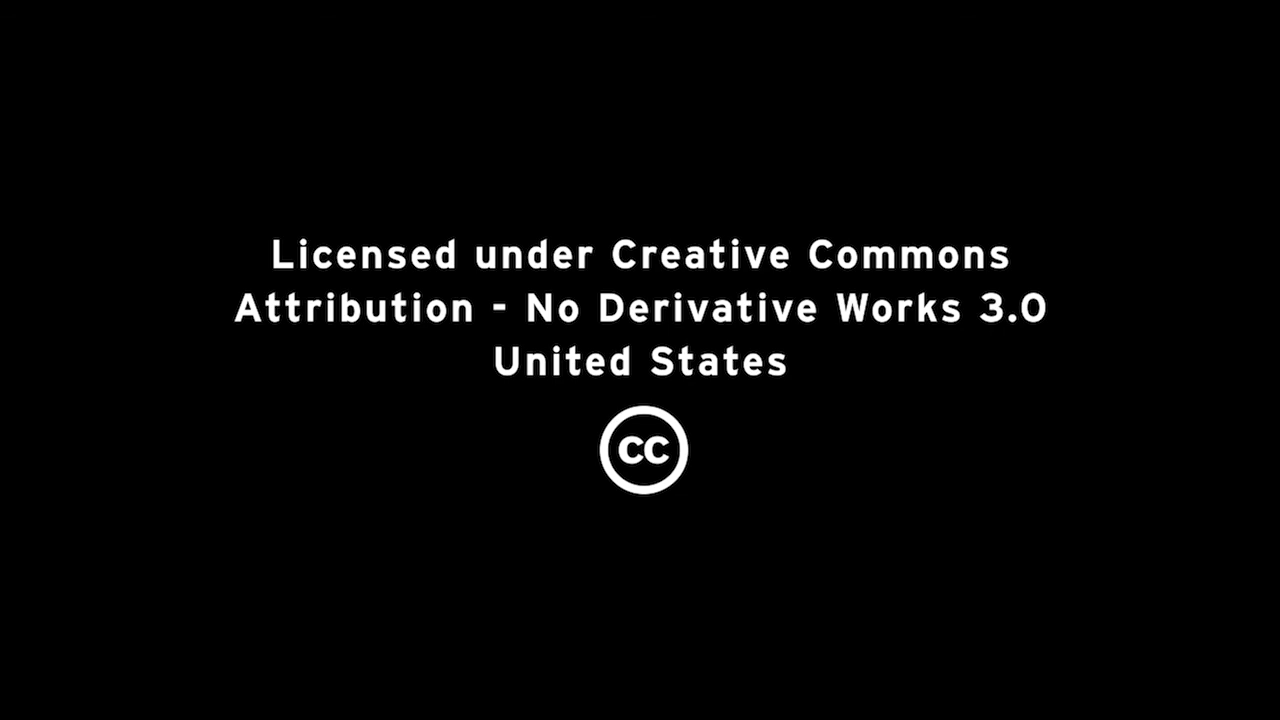 Licensed under Creative Commons
Attribution - No Derivative Works 3.0
United States
cc